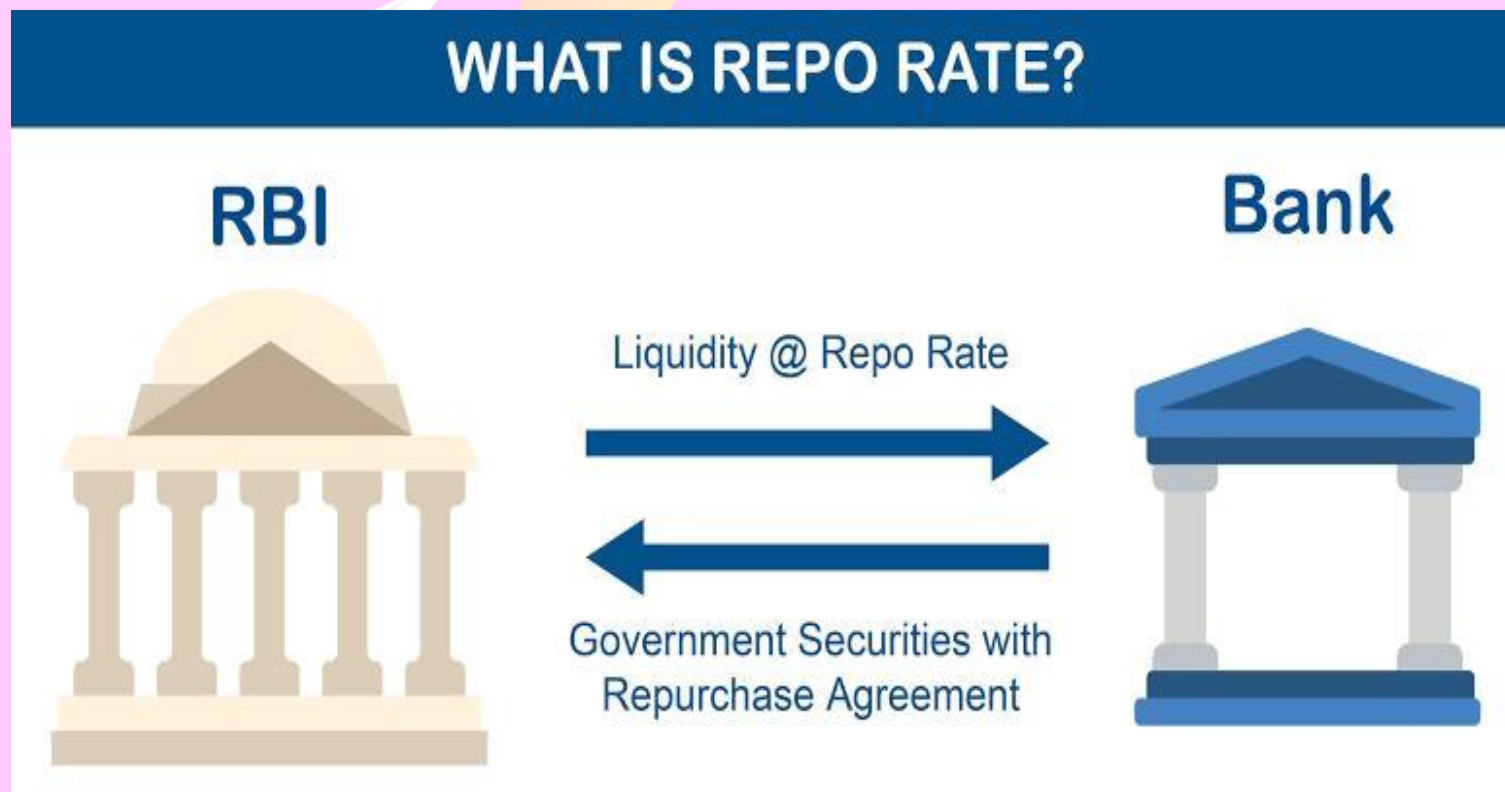 WHAT IS REPO RATE?
RBI
Bank
Liquidity @ Repo Rate
Government Securities with
Repurchase Agreement